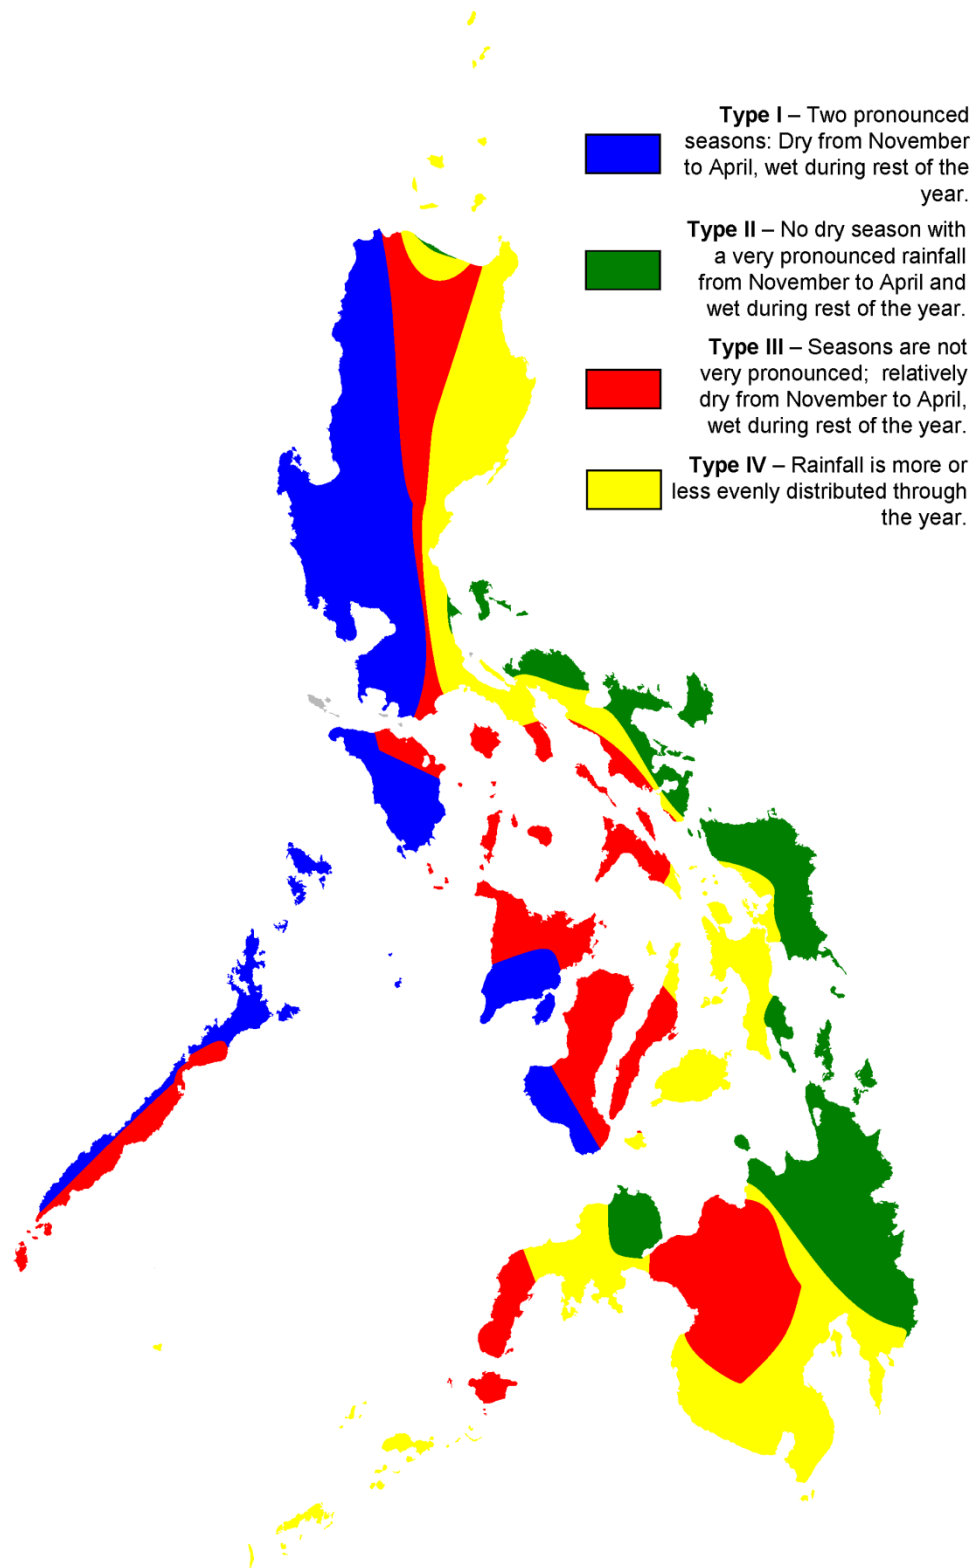 Type I – Two pronounced
seasons: Dry from November
to April, wet during rest of the
year.
Type II – No dry season with
a very pronounced rainfall
from November to April and
wet during rest of the year.
Type III – Seasons are not
very pronounced; relatively
dry from November to April,
wet during rest of the year.
Type IV – Rainfall is more or
less evenly distributed through
the year.